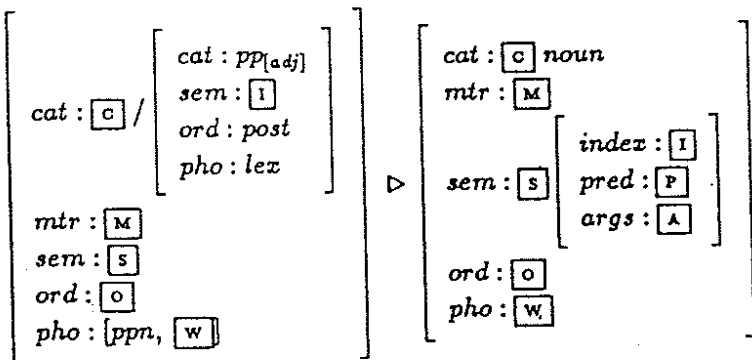 cat : C / [ cat : pp[adj]
sem : I
ord : post
pho : lex ]
mtr : M
sem : S
ord : O
pho : [ppn, W]
▷
cat : C noun
mtr : M
sem : S [ index : I
pred : P
args : A ]
ord : O
pho : W